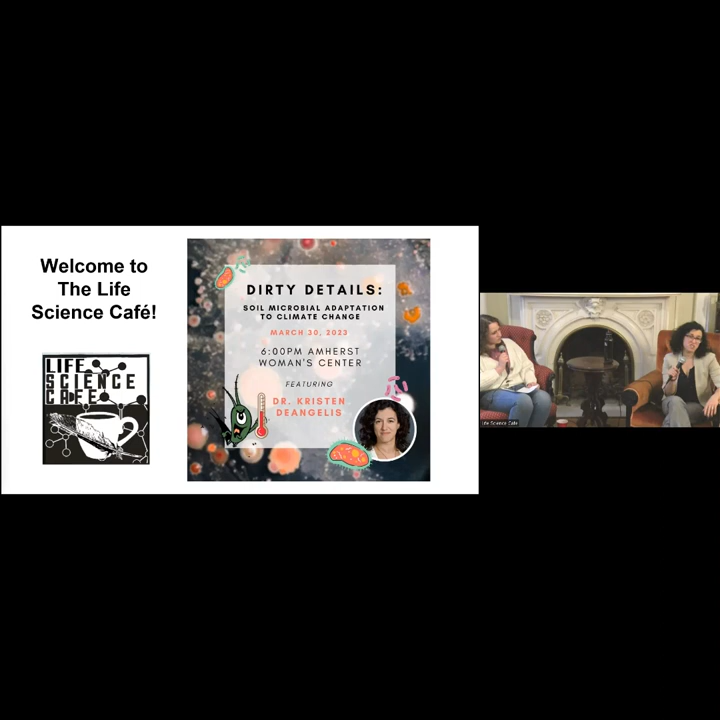 Welcome to
The Life
Science Café!
LIFE
SCIENCE
CAFE
DIRTY DETAILS:
SOIL MICROBIAL ADAPTATION
TO CLIMATE CHANGE
MARCH 30, 2023
6:00PM AMHERST
WOMAN'S CENTER
FEATURING
DR. KRISTEN
DEANGELIS
Life Science Cafe